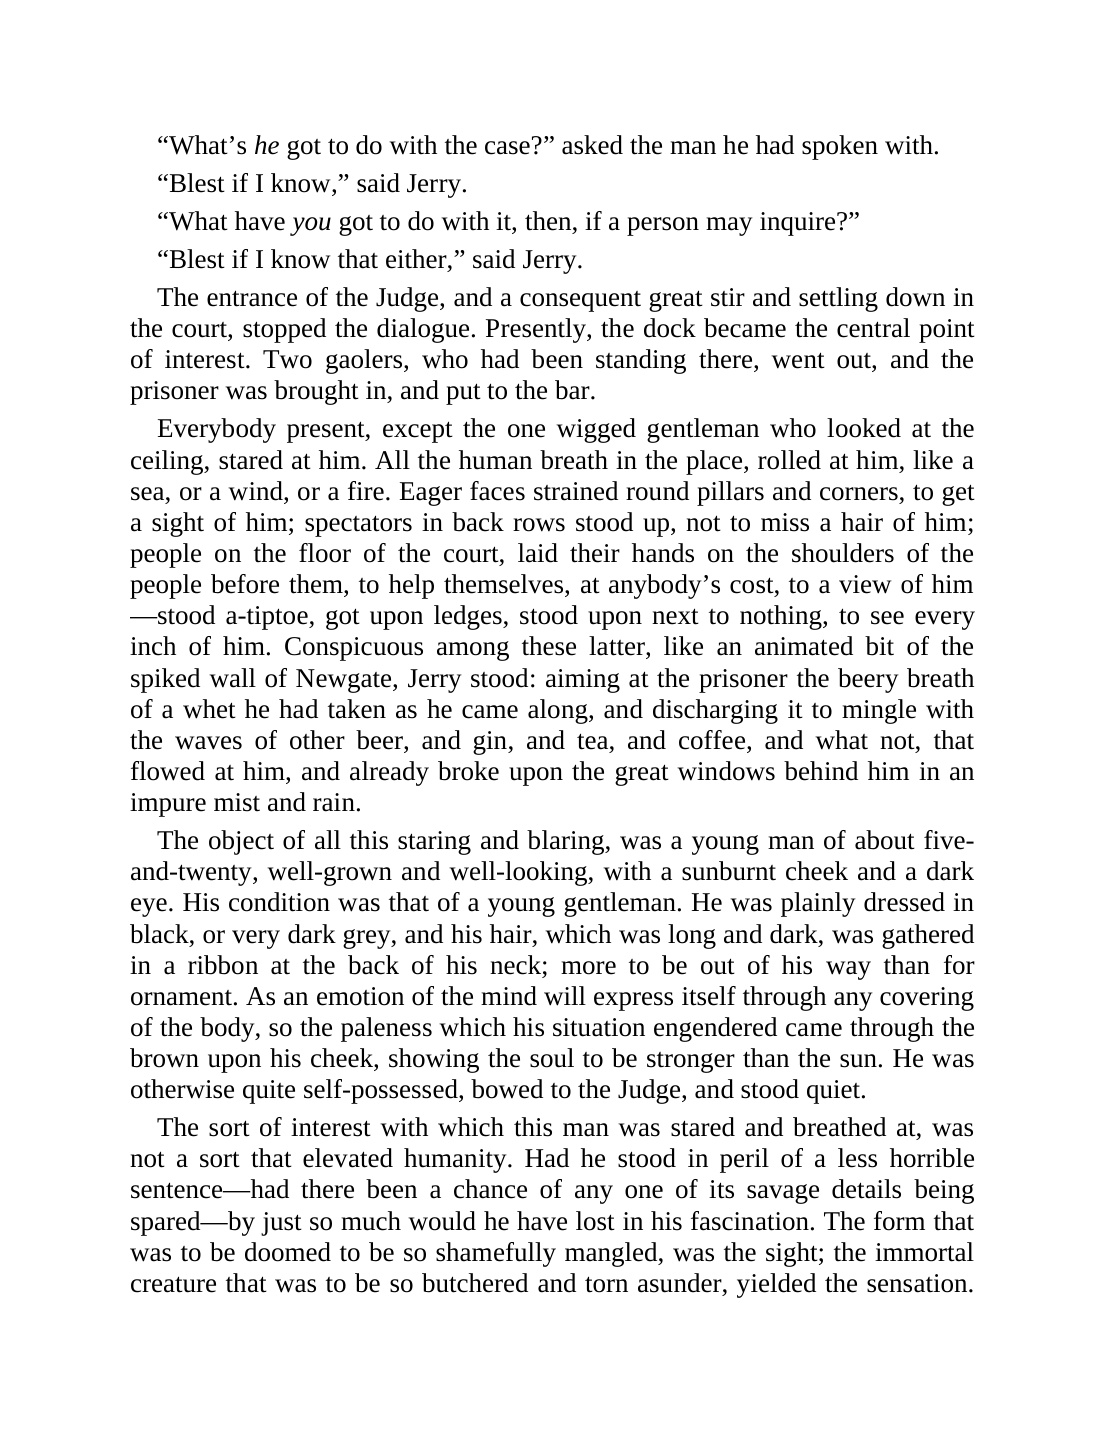 “What’s he got to do with the case?” asked the man he had spoken with.
“Blest if I know,” said Jerry.
“What have you got to do with it, then, if a person may inquire?”
“Blest if I know that either,” said Jerry.
The entrance of the Judge, and a consequent great stir and settling down in
the court, stopped the dialogue. Presently, the dock became the central point
of interest. Two gaolers, who had been standing there, went out, and the
prisoner was brought in, and put to the bar.
Everybody present, except the one wigged gentleman who looked at the
ceiling, stared at him. All the human breath in the place, rolled at him, like a
sea, or a wind, or a fire. Eager faces strained round pillars and corners, to get
a sight of him; spectators in back rows stood up, not to miss a hair of him;
people on the floor of the court, laid their hands on the shoulders of the
people before them, to help themselves, at anybody’s cost, to a view of him
—stood a-tiptoe, got upon ledges, stood upon next to nothing, to see every
inch of him. Conspicuous among these latter, like an animated bit of the
spiked wall of Newgate, Jerry stood: aiming at the prisoner the beery breath
of a whet he had taken as he came along, and discharging it to mingle with
the waves of other beer, and gin, and tea, and coffee, and what not, that
flowed at him, and already broke upon the great windows behind him in an
impure mist and rain.
The object of all this staring and blaring, was a young man of about five-
and-twenty, well-grown and well-looking, with a sunburnt cheek and a dark
eye. His condition was that of a young gentleman. He was plainly dressed in
black, or very dark grey, and his hair, which was long and dark, was gathered
in a ribbon at the back of his neck; more to be out of his way than for
ornament. As an emotion of the mind will express itself through any covering
of the body, so the paleness which his situation engendered came through the
brown upon his cheek, showing the soul to be stronger than the sun. He was
otherwise quite self-possessed, bowed to the Judge, and stood quiet.
The sort of interest with which this man was stared and breathed at, was
not a sort that elevated humanity. Had he stood in peril of a less horrible
sentence—had there been a chance of any one of its savage details being
spared—by just so much would he have lost in his fascination. The form that
was to be doomed to be so shamefully mangled, was the sight; the immortal
creature that was to be so butchered and torn asunder, yielded the sensation.